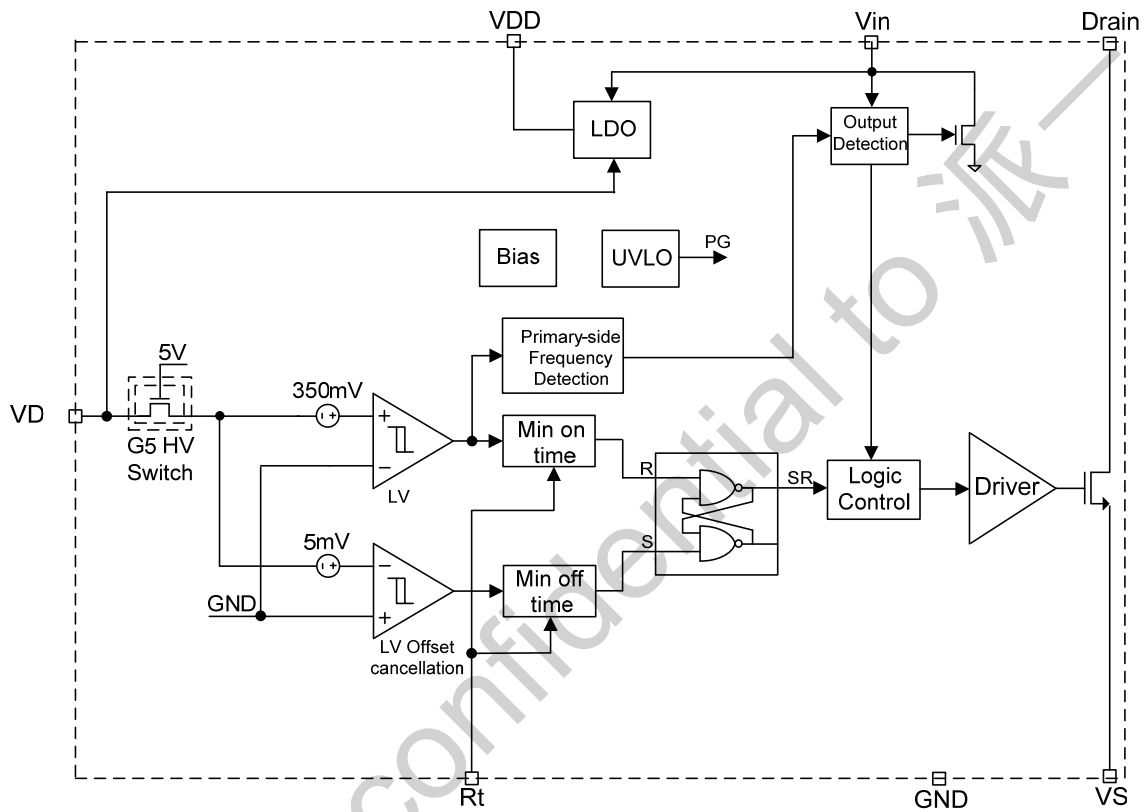 VDD
Vin
Drain
LDO
Output
Detection
Bias
UVLO
PG
Primary-side
Frequency
Detection
5V
VD
G5 HV
Switch
350mV
+
−
LV
Min on
time
R
S
SR
Logic
Control
Driver
5mV
−
+
GND
LV Offset
cancellation
Min off
time
Rt
GND
VS
confidential to 派一